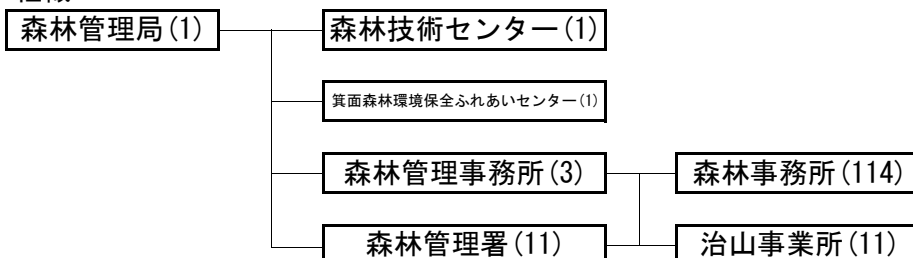 森林管理局(1)
森林技術センター(1)
箕面森林環境保全ふれあいセンター(1)
森林管理事務所(3)
森林事務所(114)
森林管理署(11)
治山事業所(11)